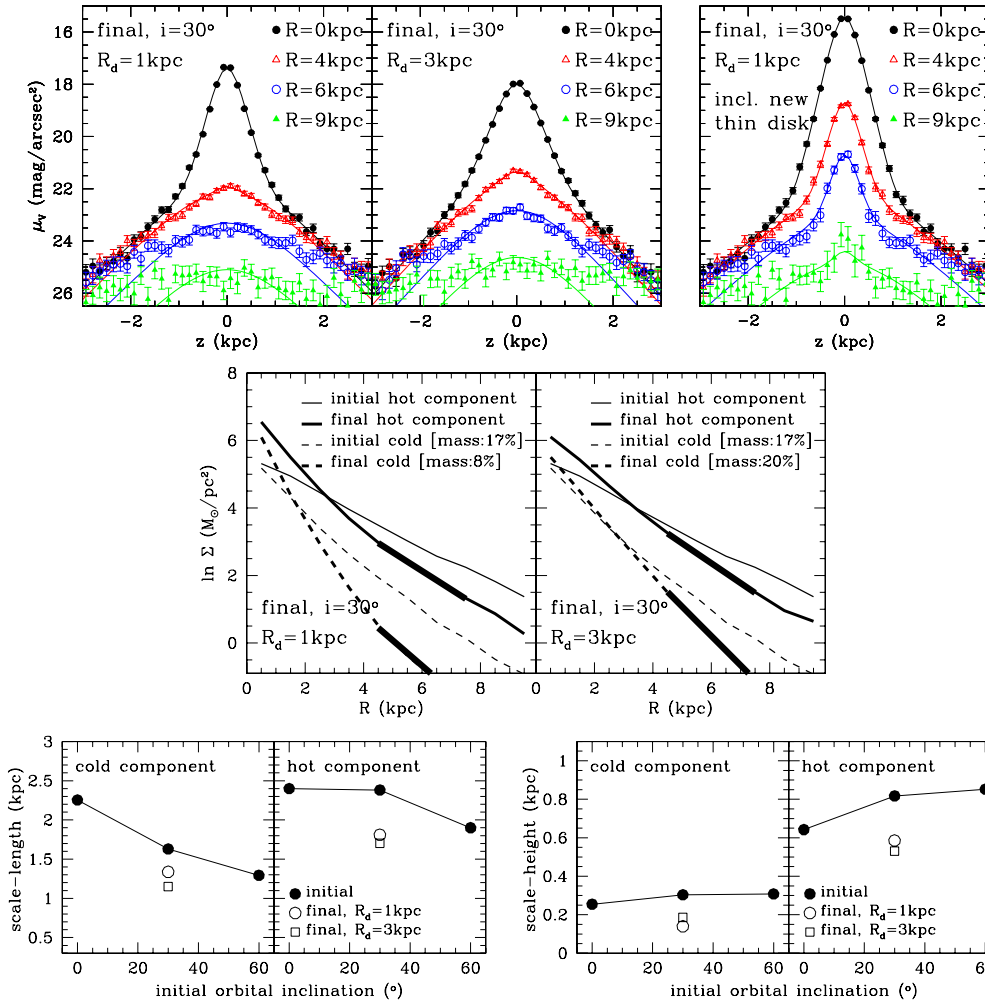 final, i=30° R=0kpc
R_d=1kpc R=4kpc
R=6kpc
R=9kpc
final, i=30° R=0kpc
R_d=3kpc R=4kpc
R=6kpc
R=9kpc
final, i=30° R=0kpc
R_d=1kpc R=4kpc
incl. new R=6kpc
thin disk R=9kpc
μ_V (mag/arcsec²)
16
18
20
22
24
26
-2 0 2
z (kpc)
-2 0 2
z (kpc)
-2 0 2
z (kpc)
initial hot component
final hot component
initial cold [mass:17%]
final cold [mass:8%]
final, i=30°
R_d=1kpc
initial hot component
final hot component
initial cold [mass:17%]
final cold [mass:20%]
final, i=30°
R_d=3kpc
ln Σ (M_⊙/pc²)
8
6
4
2
0
0 2 4 6 8
R (kpc)
0 2 4 6 8
R (kpc)
cold component
hot component
initial
final, R_d=1kpc
final, R_d=3kpc
scale-length (kpc)
3
2.5
2
1.5
1
0.5
0 20 40 60
0 20 40 60
initial orbital inclination (°)
cold component
hot component
initial
final, R_d=1kpc
final, R_d=3kpc
scale-height (kpc)
1
0.8
0.6
0.4
0.2
0
0 20 40 60
0 20 40 60
initial orbital inclination (°)